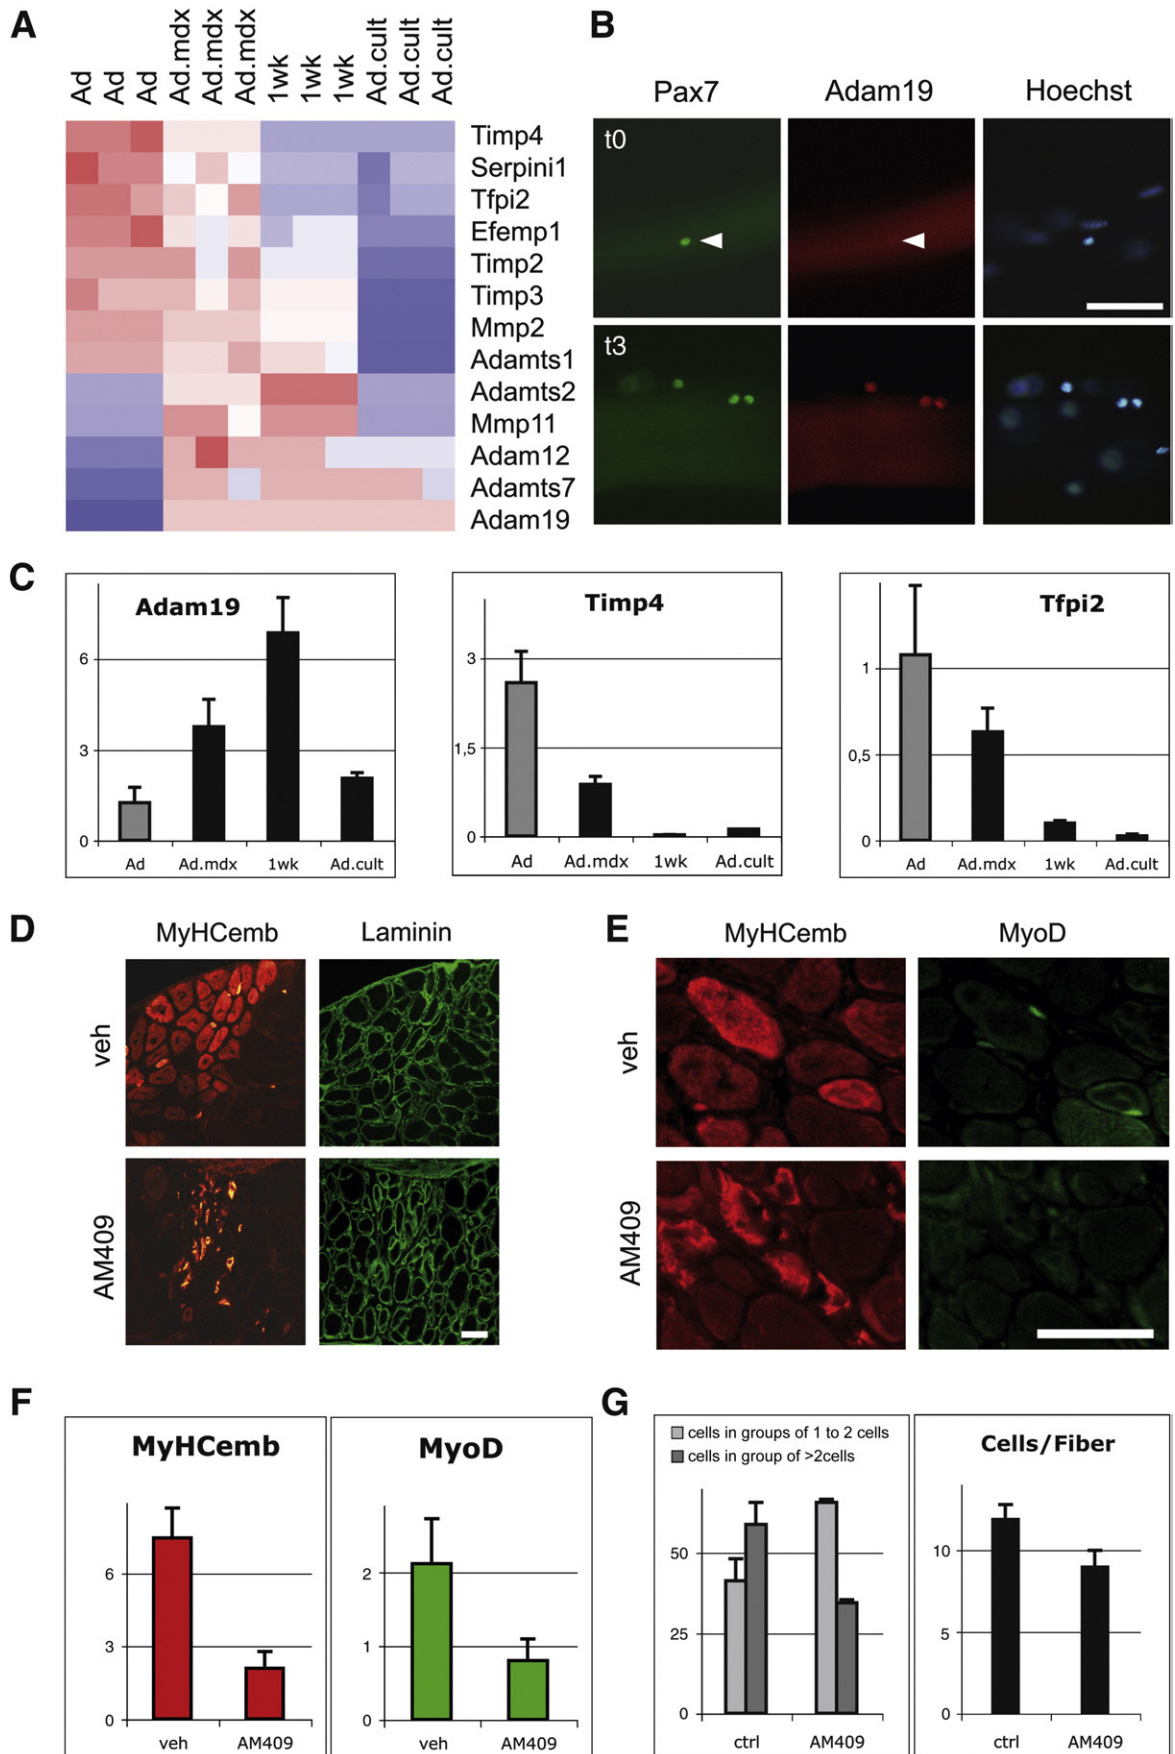 A
Ad Ad Ad Ad.mdx Ad.mdx Ad.mdx 1wk 1wk 1wk Ad.cult Ad.cult Ad.cult
Timp4
Serpini1
Tfpi2
Efemp1
Timp2
Timp3
Mmp2
Adamts1
Adamts2
Mmp11
Adam12
Adamts7
Adam19
B
Pax7 Adam19 Hoechst
t0
t3
C
Adam19
6
3
0
Ad Ad.mdx 1wk Ad.cult
Timp4
3
1,5
0
Ad Ad.mdx 1wk Ad.cult
Tfpi2
1
0,5
0
Ad Ad.mdx 1wk Ad.cult
D
MyHCemb Laminin
veh
AM409
E
MyHCemb MyoD
veh
AM409
F
MyHCemb
6
3
0
veh AM409
MyoD
2
1
0
veh AM409
G
cells in groups of 1 to 2 cells
cells in group of >2cells
50
25
0
ctrl AM409
Cells/Fiber
10
5
0
ctrl AM409